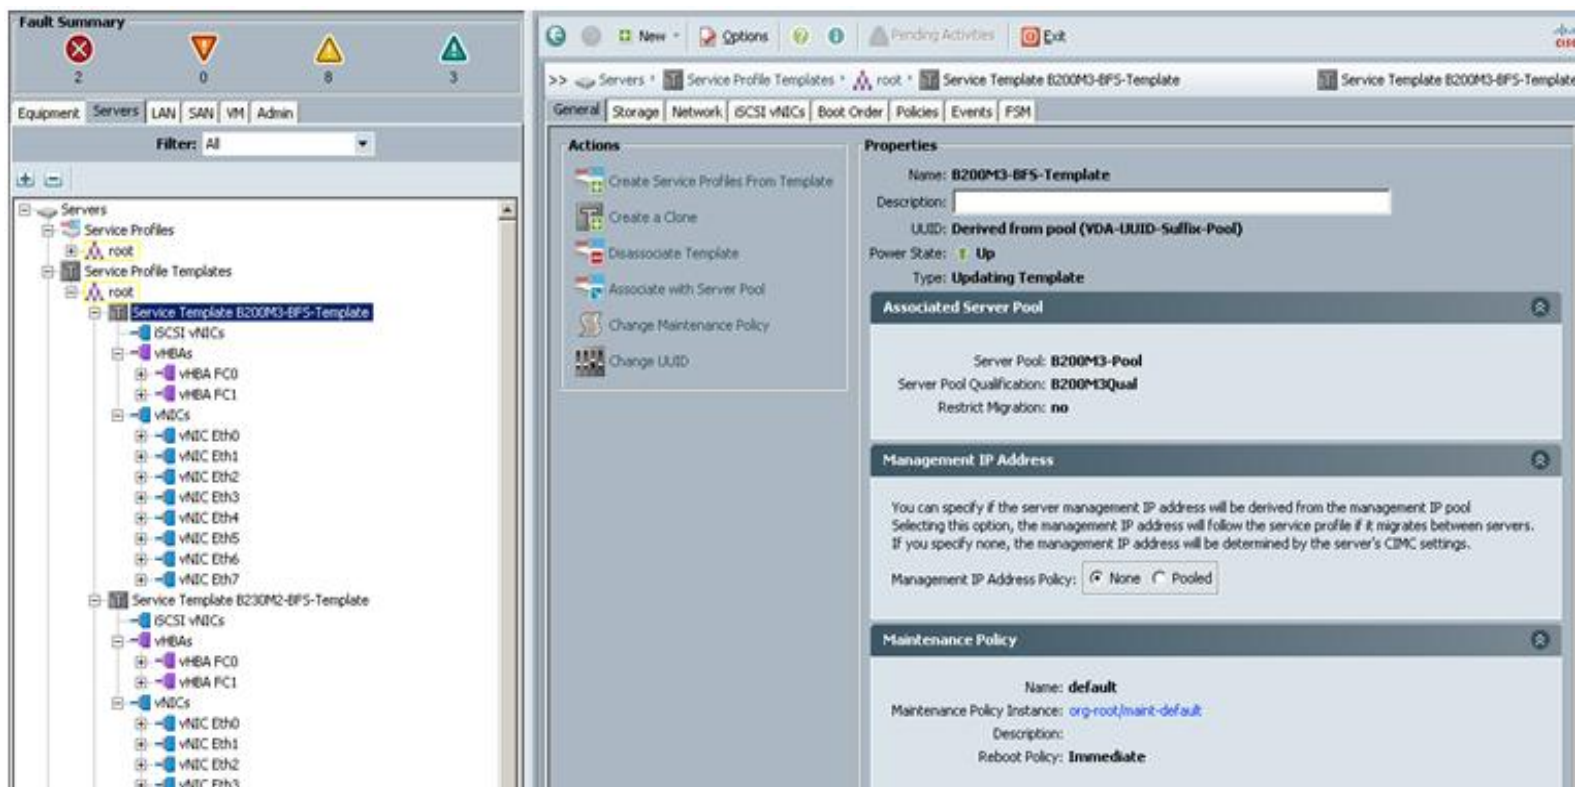 Fault Summary
2 0 8 3
Equipment Servers LAN SAN VM Admin
Filter: All
Servers
Service Profiles
root
Service Profile Templates
root
Service Template B200M3-BFS-Template
iSCSI vNICs
vHBAs
vHBA FC0
vHBA FC1
vNICs
vNIC Eth0
vNIC Eth1
vNIC Eth2
vNIC Eth3
vNIC Eth4
vNIC Eth5
vNIC Eth6
vNIC Eth7
Service Template B230M2-BFS-Template
iSCSI vNICs
vHBAs
vHBA FC0
vHBA FC1
vNICs
vNIC Eth0
vNIC Eth1
vNIC Eth2
vNIC Eth3
New Options Pending Activities Exit
>> Servers Service Profile Templates root Service Template B200M3-BFS-Template Service Template B200M3-BFS-Template
General Storage Network iSCSI vNICs Boot Order Policies Events FSM
Actions
Create Service Profiles From Template
Create a Clone
Disassociate Template
Associate with Server Pool
Change Maintenance Policy
Change UUID
Properties
Name: B200M3-BFS-Template
Description:
UUID: Derived from pool (VDA-UUID-Suffix-Pool)
Power State: Up
Type: Updating Template
Associated Server Pool
Server Pool: B200M3-Pool
Server Pool Qualification: B200M3Qual
Restrict Migration: no
Management IP Address
You can specify if the server management IP address will be derived from the management IP pool
Selecting this option, the management IP address will follow the service profile if it migrates between servers.
If you specify none, the management IP address will be determined by the server's CIMC settings.
Management IP Address Policy: None Pooled
Maintenance Policy
Name: default
Maintenance Policy Instance: org-root/maint-default
Description:
Reboot Policy: Immediate